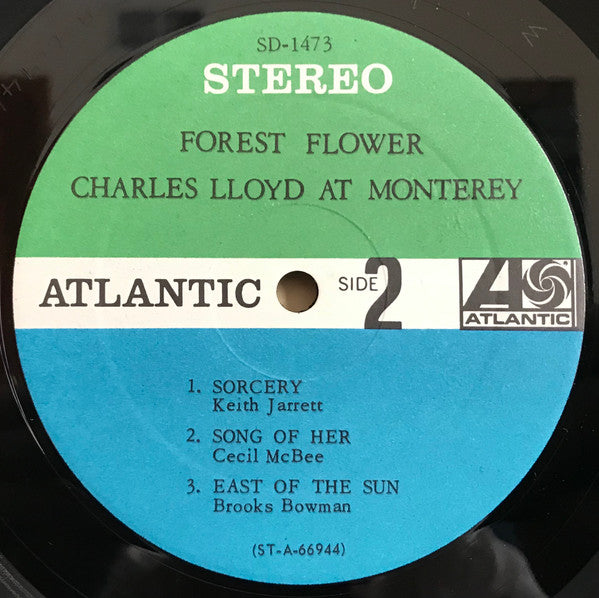 SD-1473
STEREO
FOREST FLOWER
CHARLES LLOYD AT MONTEREY
ATLANTIC
SIDE 2
ATLANTIC
1. SORCERY
Keith Jarrett
2. SONG OF HER
Cecil McBee
3. EAST OF THE SUN
Brooks Bowman
(ST-A-66944)